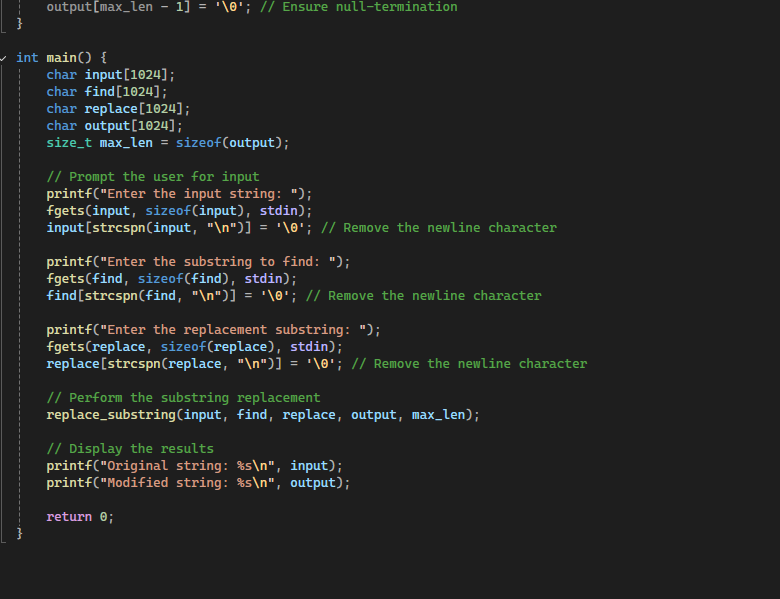 output[max_len - 1] = '\0'; // Ensure null-termination
}

int main() {
    char input[1024];
    char find[1024];
    char replace[1024];
    char output[1024];
    size_t max_len = sizeof(output);

    // Prompt the user for input
    printf("Enter the input string: ");
    fgets(input, sizeof(input), stdin);
    input[strcspn(input, "\n")] = '\0'; // Remove the newline character

    printf("Enter the substring to find: ");
    fgets(find, sizeof(find), stdin);
    find[strcspn(find, "\n")] = '\0'; // Remove the newline character

    printf("Enter the replacement substring: ");
    fgets(replace, sizeof(replace), stdin);
    replace[strcspn(replace, "\n")] = '\0'; // Remove the newline character

    // Perform the substring replacement
    replace_substring(input, find, replace, output, max_len);

    // Display the results
    printf("Original string: %s\n", input);
    printf("Modified string: %s\n", output);

    return 0;
}